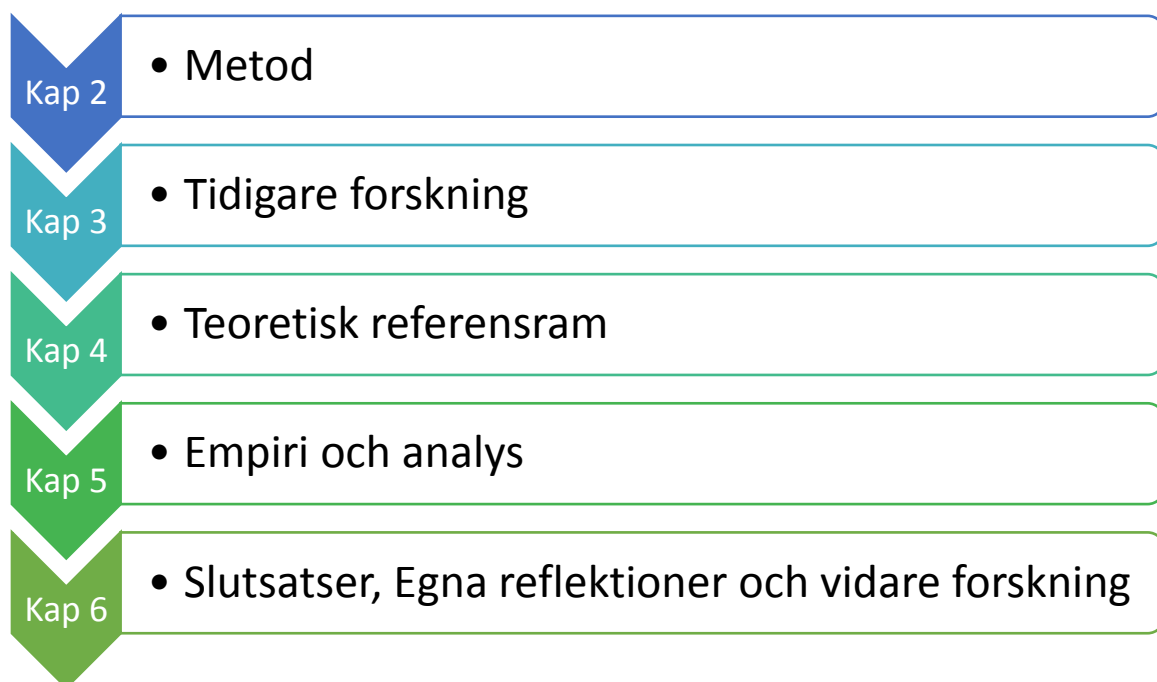 Kap 2
• Metod
Kap 3
• Tidigare forskning
Kap 4
• Teoretisk referensram
Kap 5
• Empiri och analys
Kap 6
• Slutsatser, Egna reflektioner och vidare forskning